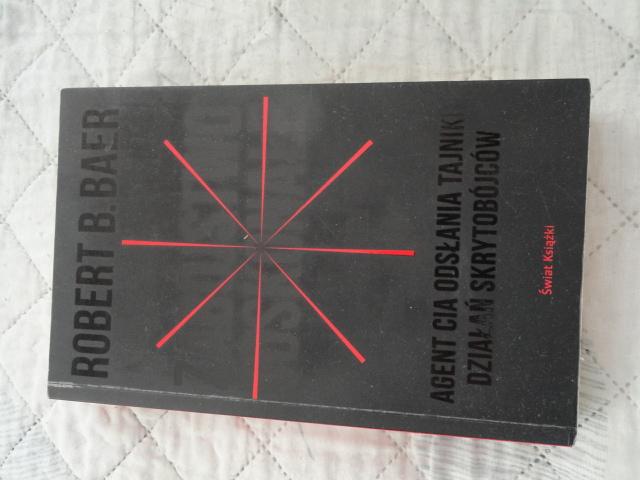 ROBERT B. BAER
AGENT CIA ODSŁANIA TAJNIKI
DZIAŁAŃ SKRYTOBÓJCÓW
Świat Książki